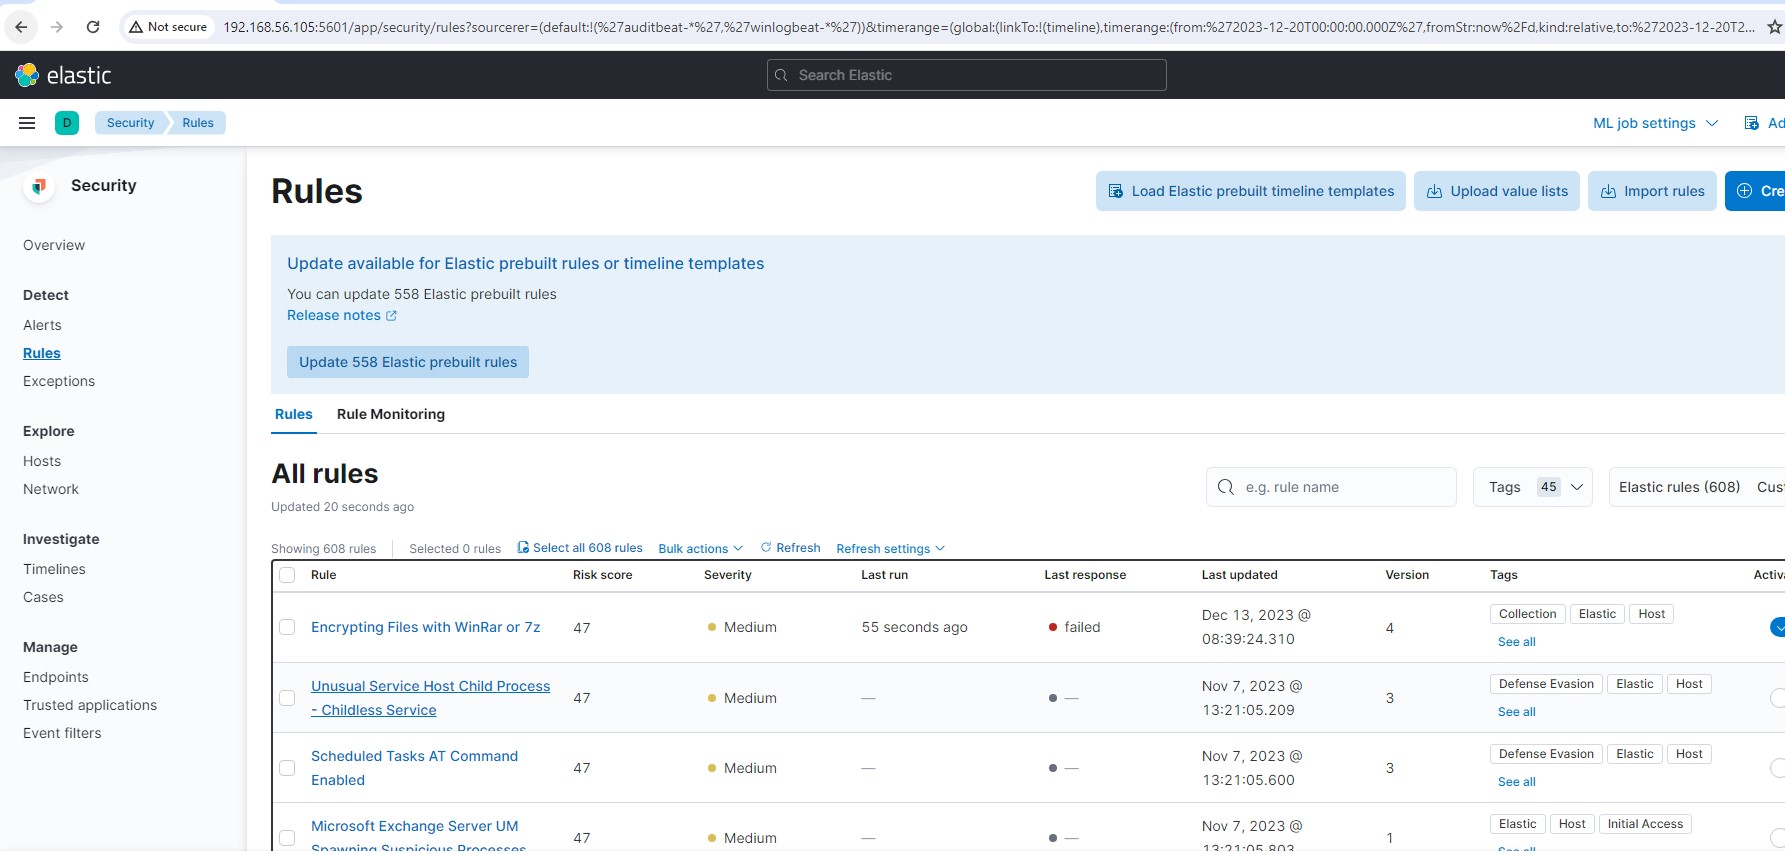 Not secure
192.168.56.105:5601/app/security/rules?sourcerer=(default:!(%27auditbeat-*%27,%27winlogbeat-*%27))&timerange=(global:(linkTo:!(timeline),timerange:(from:%272023-12-20T00:00:00.000Z%27,fromStr:now%2Fd,kind:relative,to:%272023-12-20T2...
elastic
Search Elastic
D
Security
Rules
ML job settings
Ad
Security
Overview
Detect
Alerts
Rules
Exceptions
Explore
Hosts
Network
Investigate
Timelines
Cases
Manage
Endpoints
Trusted applications
Event filters
Rules
Load Elastic prebuilt timeline templates
Upload value lists
Import rules
Cre
Update available for Elastic prebuilt rules or timeline templates
You can update 558 Elastic prebuilt rules
Release notes
Update 558 Elastic prebuilt rules
Rules
Rule Monitoring
All rules
Updated 20 seconds ago
e.g. rule name
Tags 45
Elastic rules (608)
Cust
Showing 608 rules
Selected 0 rules
Select all 608 rules
Bulk actions
Refresh
Refresh settings
Rule Risk score Severity Last run Last response Last updated Version Tags Activa
Encrypting Files with WinRar or 7z 47 Medium 55 seconds ago failed Dec 13, 2023 @
08:39:24.310 4 Collection Elastic Host
See all
Unusual Service Host Child Process
- Childless Service 47 Medium — — Nov 7, 2023 @
13:21:05.209 3 Defense Evasion Elastic Host
See all
Scheduled Tasks AT Command
Enabled 47 Medium — — Nov 7, 2023 @
13:21:05.600 3 Defense Evasion Elastic Host
See all
Microsoft Exchange Server UM
Spawning Suspicious Processes 47 Medium — — Nov 7, 2023 @
13:21:05.803 1 Elastic Host Initial Access
See all